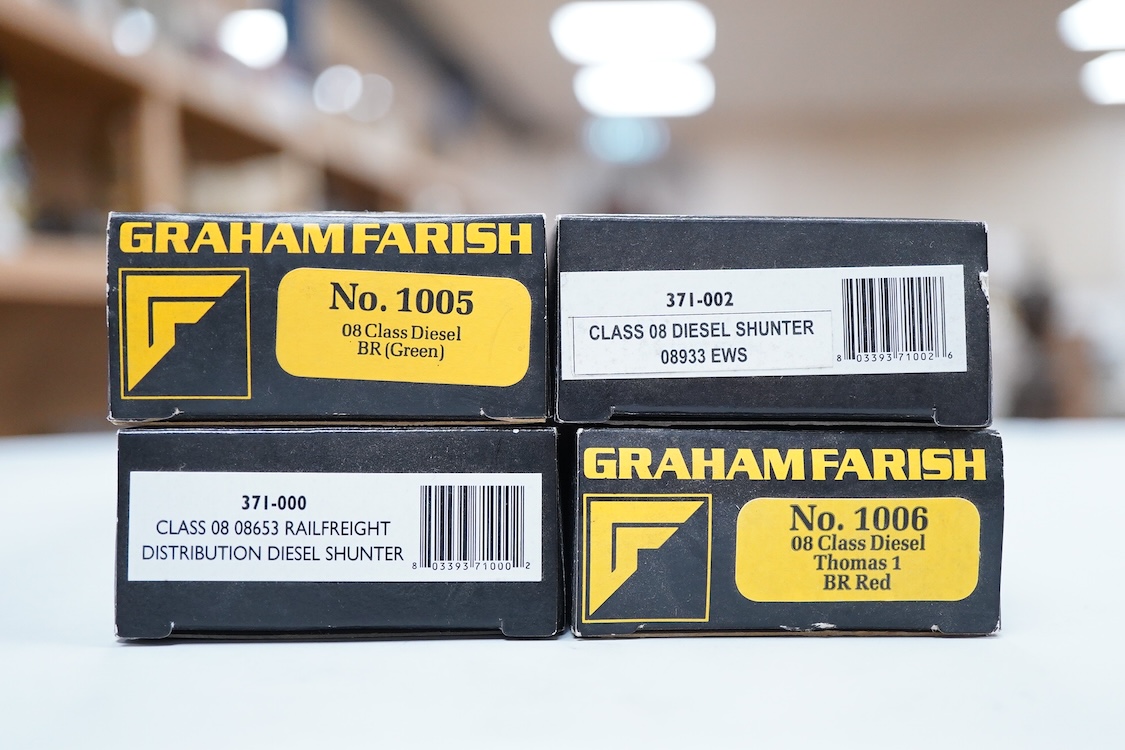 GRAHAM FARISH
No. 1005
08 Class Diesel
BR (Green)
371-002
CLASS 08 DIESEL SHUNTER
08933 EWS
8 03393 71002 6
371-000
CLASS 08 08653 RAILFREIGHT
DISTRIBUTION DIESEL SHUNTER
8 03393 71000 2
GRAHAM FARISH
No. 1006
08 Class Diesel
Thomas 1
BR Red